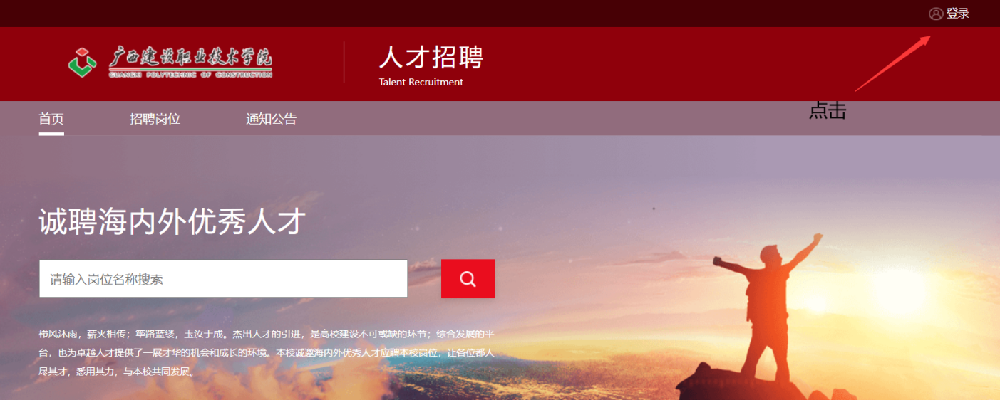 登录
广西建设职业技术学院
GUANGXI POLYTECHNIC OF CONSTRUCTION
人才招聘
Talent Recruitment
首页
招聘岗位
通知公告
点击
诚聘海内外优秀人才
请输入岗位名称搜索
栉风沐雨，薪火相传；筚路蓝缕，玉汝于成。杰出人才的引进，是高校建设不可或缺的环节；综合发展的平
台，也为卓越人才提供了一展才华的机会和成长的环境。本校诚邀海内外优秀人才应聘本校岗位，让各位都人
尽其才，悉用其力，与本校共同发展。